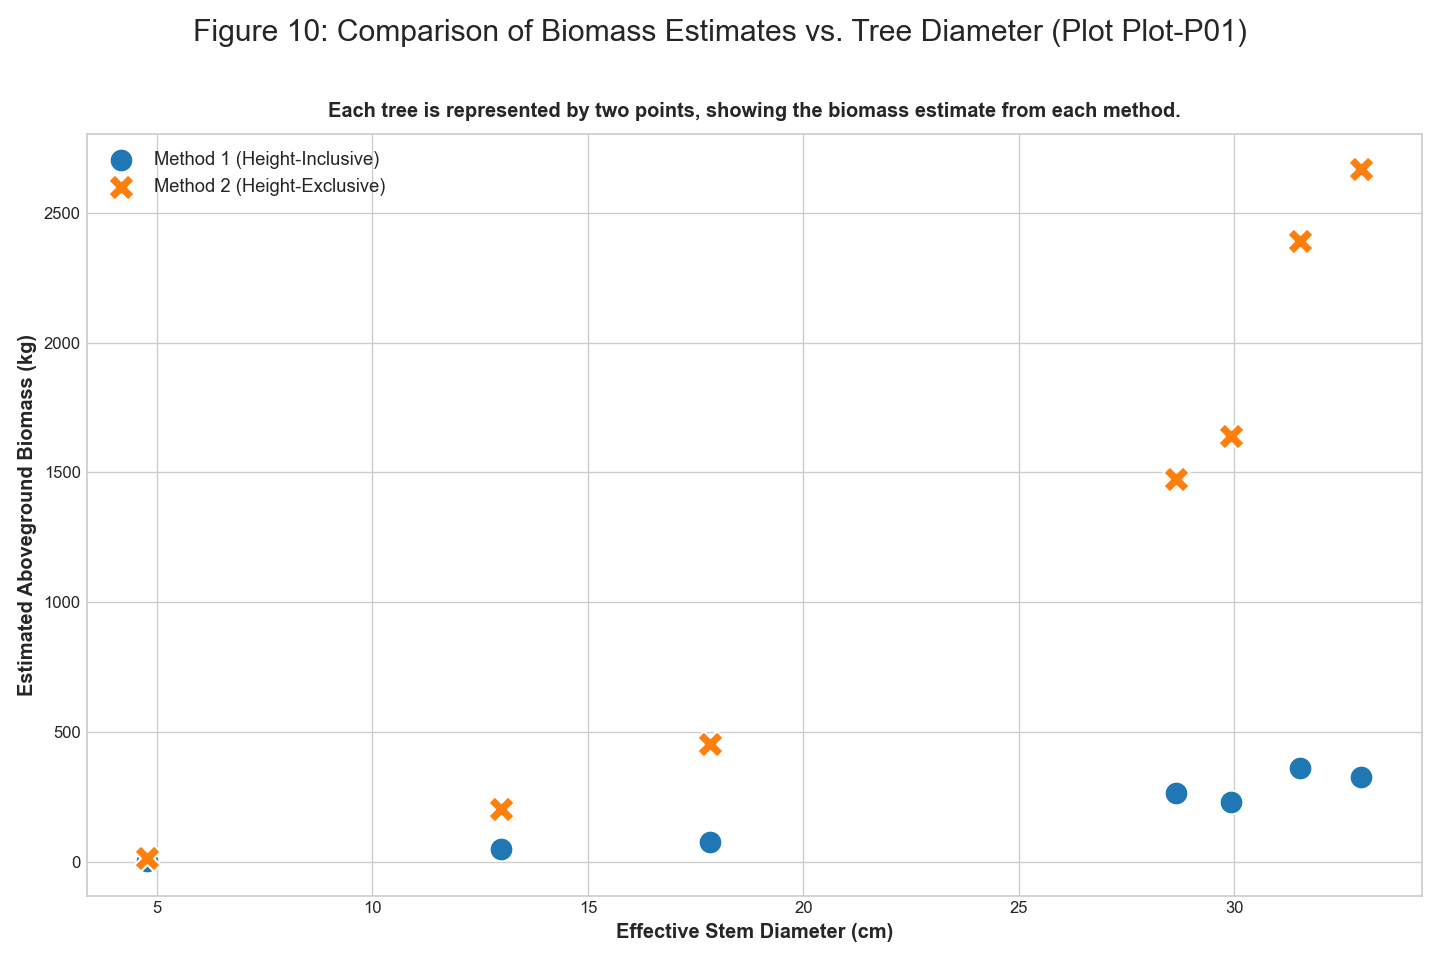 Figure 10: Comparison of Biomass Estimates vs. Tree Diameter (Plot Plot-P01)
Each tree is represented by two points, showing the biomass estimate from each method.
Method 1 (Height-Inclusive)
Method 2 (Height-Exclusive)
Estimated Aboveground Biomass (kg)
2500
2000
1500
1000
500
0
5 10 15 20 25 30
Effective Stem Diameter (cm)